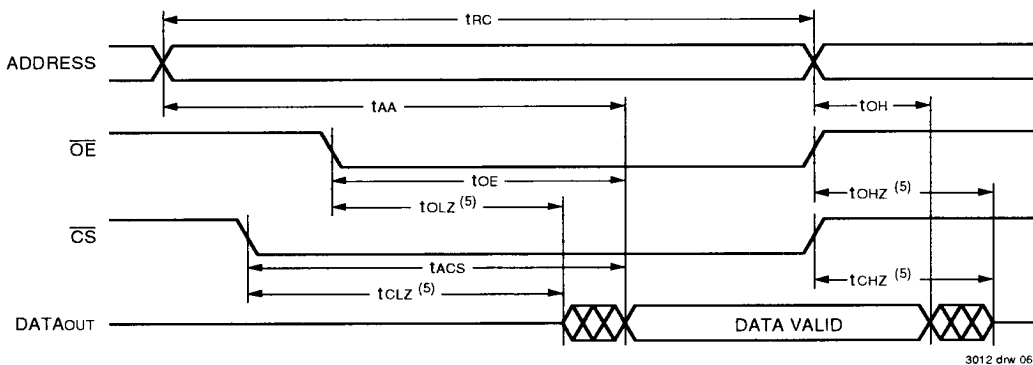 tRC
ADDRESS
tAA
tOH
OE
tOE
tOLZ (5)
tOHZ (5)
CS
tACS
tCLZ (5)
tCHZ (5)
DATAOUT
DATA VALID
3012 drw 06